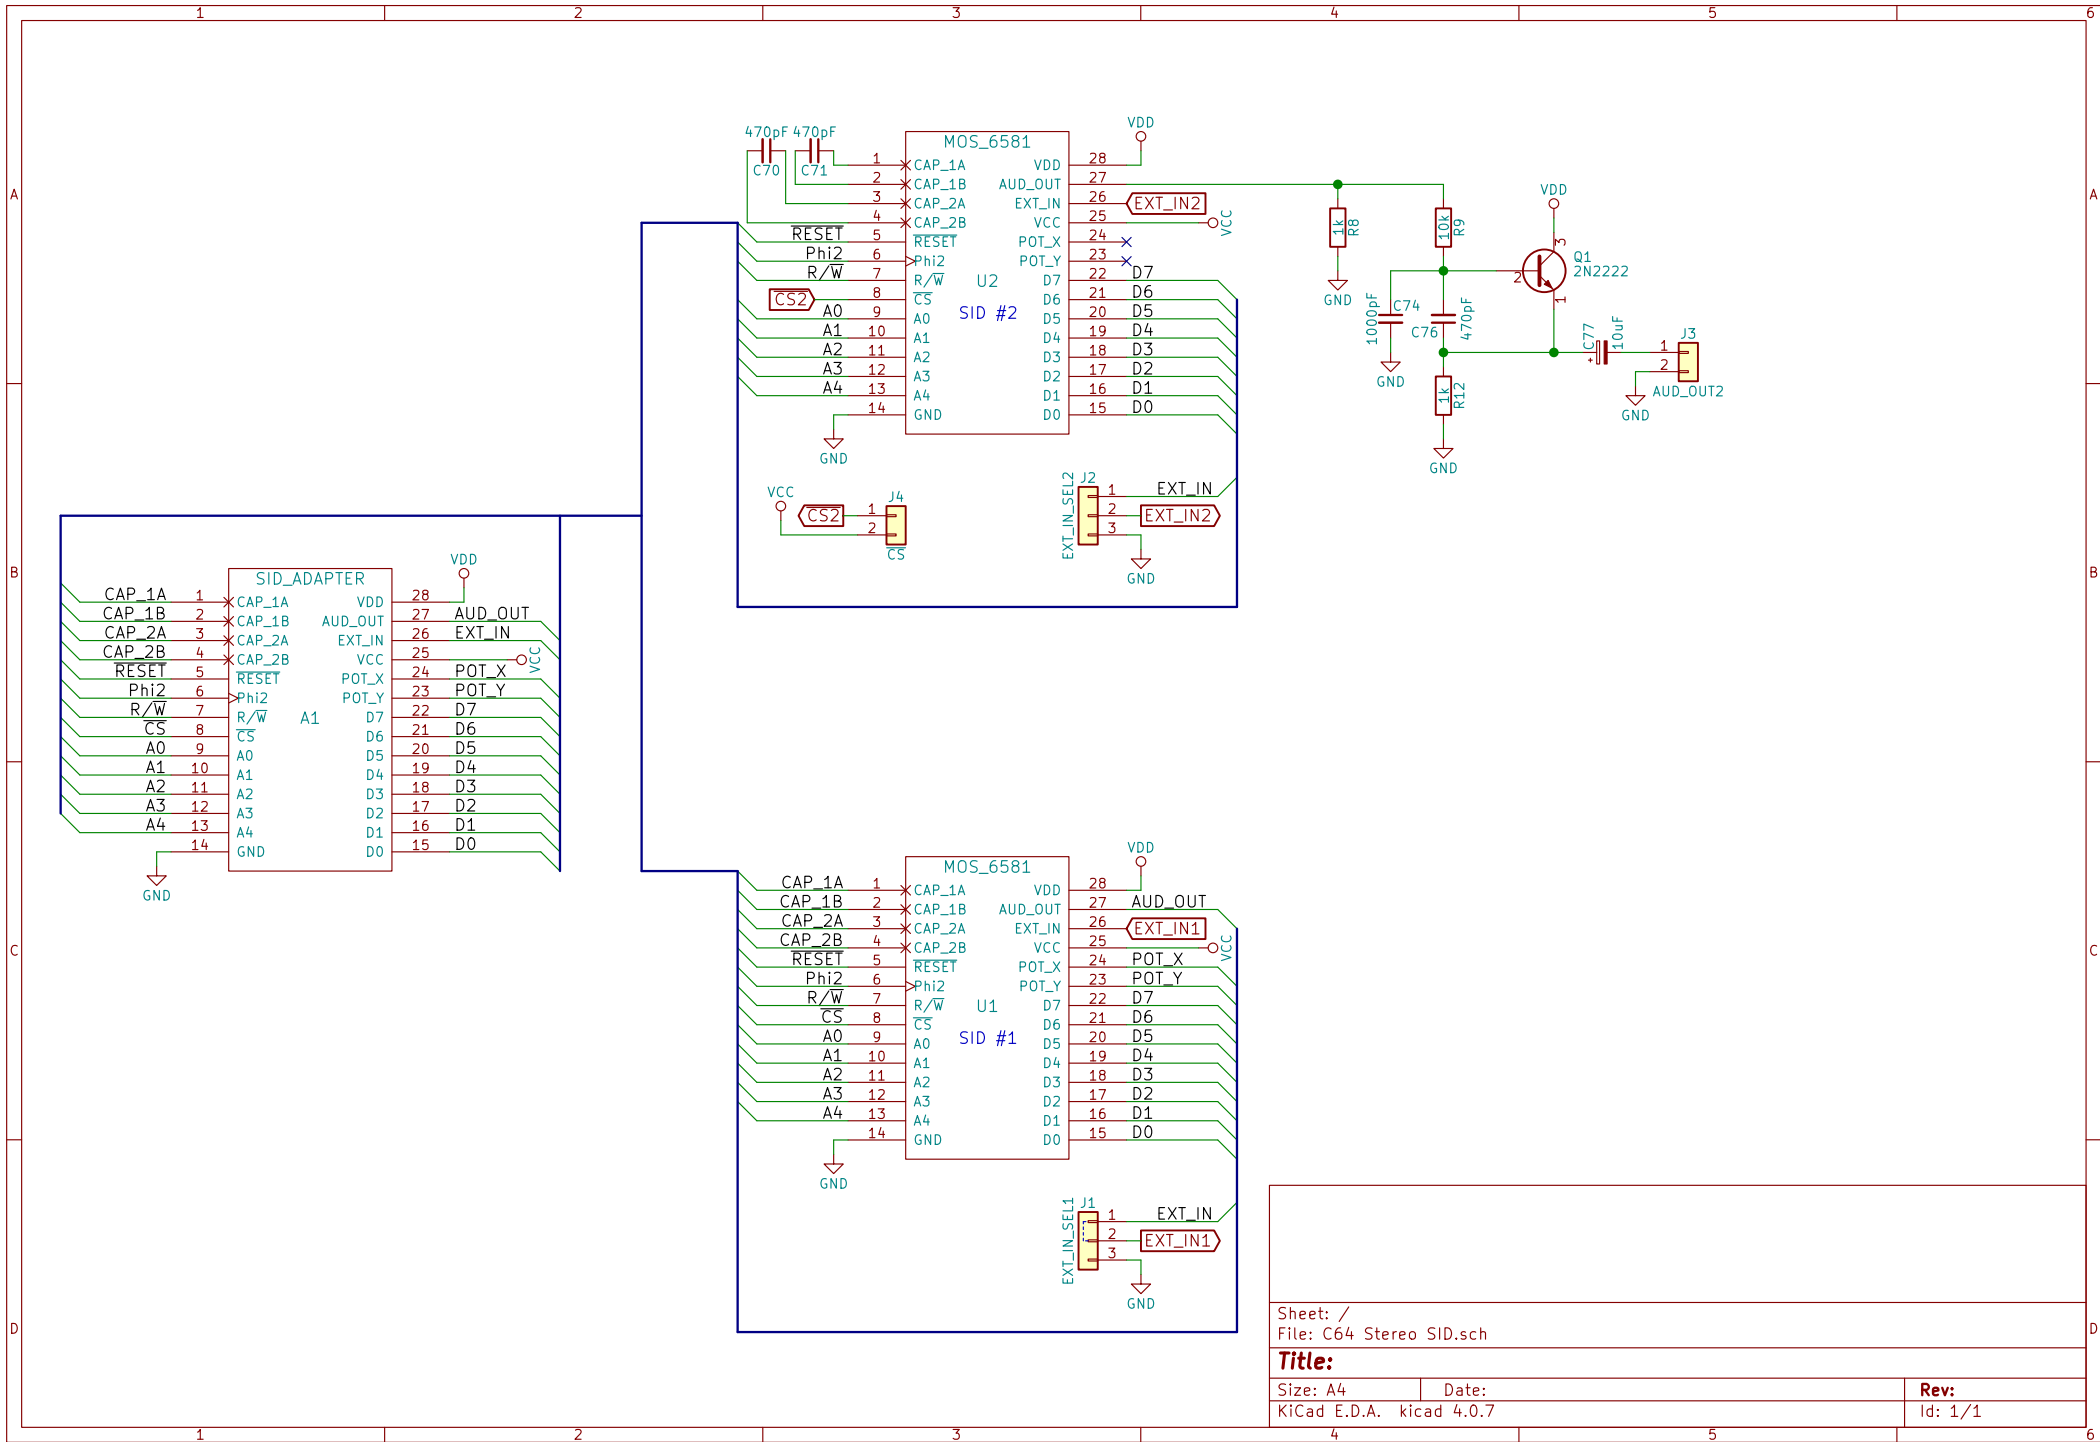 1 2 3 4 5 6
A
B
C
D
470pF 470pF
C70 C71
MOS_6581
1 CAP_1A VDD 28
2 CAP_1B AUD_OUT 27
3 CAP_2A EXT_IN 26 EXT_IN2
4 CAP_2B VCC 25 VCC
RESET 5 RESET POT_X 24
Phi2 6 Phi2 POT_Y 23
R/W 7 R/W D7 22 D7
CS2 8 CS D6 21 D6
A0 9 A0 D5 20 D5
A1 10 A1 D4 19 D4
A2 11 A2 D3 18 D3
A3 12 A3 D2 17 D2
A4 13 A4 D1 16 D1
14 GND D0 15 D0
U2
SID #2
VDD
GND
1k R8
GND
10k R9
VDD
3
2
1
Q1
2N2222
1000pF C74
GND
C76 470pF
1k R12
GND
C77 10uF
+
J3
1
2
AUD_OUT2
GND
VCC
CS2
J4
1
2
CS
J2
EXT_IN_SEL2
1 EXT_IN
2 EXT_IN2
3
GND
SID_ADAPTER
VDD
CAP_1A 1 CAP_1A VDD 28
CAP_1B 2 CAP_1B AUD_OUT 27 AUD_OUT
CAP_2A 3 CAP_2A EXT_IN 26 EXT_IN
CAP_2B 4 CAP_2B VCC 25 VCC
RESET 5 RESET POT_X 24 POT_X
Phi2 6 Phi2 POT_Y 23 POT_Y
R/W 7 R/W D7 22 D7
CS 8 CS D6 21 D6
A0 9 A0 D5 20 D5
A1 10 A1 D4 19 D4
A2 11 A2 D3 18 D3
A3 12 A3 D2 17 D2
A4 13 A4 D1 16 D1
14 GND D0 15 D0
A1
GND
MOS_6581
VDD
CAP_1A 1 CAP_1A VDD 28
CAP_1B 2 CAP_1B AUD_OUT 27 AUD_OUT
CAP_2A 3 CAP_2A EXT_IN 26 EXT_IN1
CAP_2B 4 CAP_2B VCC 25 VCC
RESET 5 RESET POT_X 24 POT_X
Phi2 6 Phi2 POT_Y 23 POT_Y
R/W 7 R/W D7 22 D7
CS 8 CS D6 21 D6
A0 9 A0 D5 20 D5
A1 10 A1 D4 19 D4
A2 11 A2 D3 18 D3
A3 12 A3 D2 17 D2
A4 13 A4 D1 16 D1
14 GND D0 15 D0
U1
SID #1
GND
J1
EXT_IN_SEL1
1 EXT_IN
2 EXT_IN1
3
GND
Sheet: /
File: C64 Stereo SID.sch
Title:
Size: A4 Date: Rev:
KiCad E.D.A. kicad 4.0.7 Id: 1/1
A
B
C
D
1 2 3 4 5 6